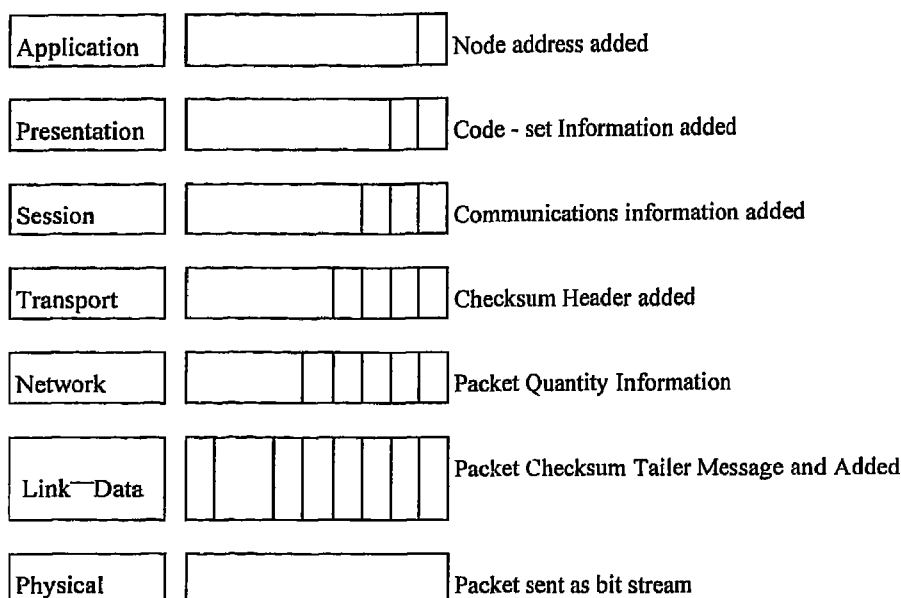 Application Node address added
Presentation Code - set Information added
Session Communications information added
Transport Checksum Header added
Network Packet Quantity Information
Link—Data Packet Checksum Tailer Message and Added
Physical Packet sent as bit stream